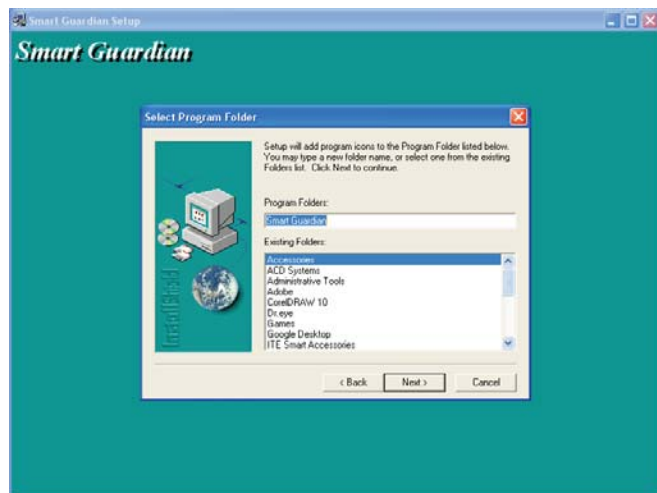 Smart Guardian Setup
Smart Guardian
Select Program Folder
Setup will add program icons to the Program Folder listed below.
You may type a new folder name, or select one from the existing
Folders list. Click Next to continue.
Program Folders:
Smart Guardian
Existing Folders:
Accessories
ACD Systems
Administrative Tools
Adobe
CorelDRAW 10
Dr.eye
Games
Google Desktop
ITE Smart Accessories
InstallShield
< Back
Next >
Cancel